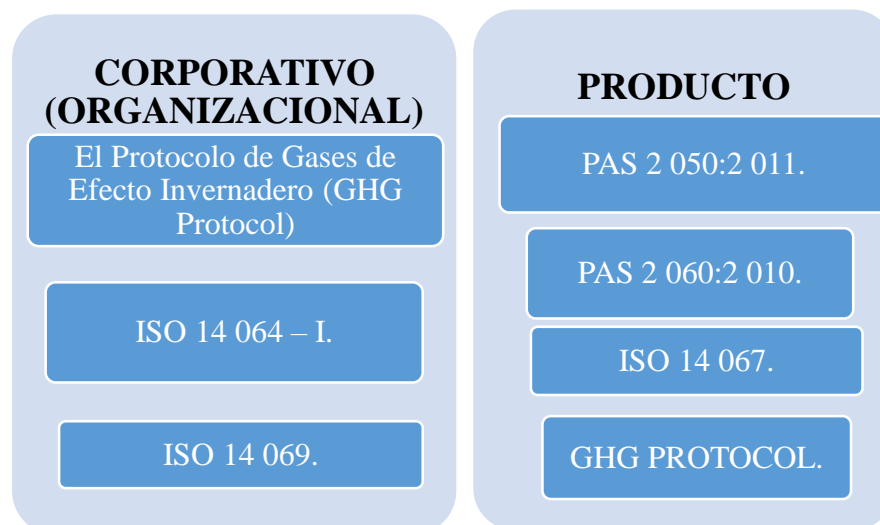 CORPORATIVO
(ORGANIZACIONAL)
El Protocolo de Gases de
Efecto Invernadero (GHG
Protocol)
ISO 14 064 – I.
ISO 14 069.
PRODUCTO
PAS 2 050:2 011.
PAS 2 060:2 010.
ISO 14 067.
GHG PROTOCOL.